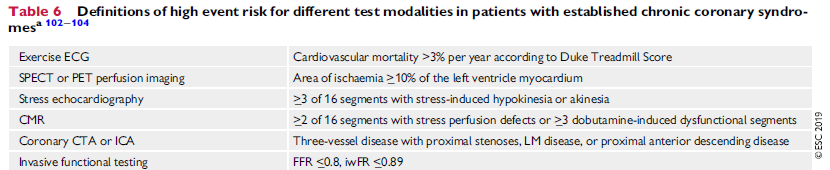 Table 6 Definitions of high event risk for different test modalities in patients with established chronic coronary syndro-
mesa 102–104
Exercise ECG Cardiovascular mortality >3% per year according to Duke Treadmill Score
SPECT or PET perfusion imaging Area of ischaemia ≥10% of the left ventricle myocardium
Stress echocardiography ≥3 of 16 segments with stress-induced hypokinesia or akinesia
CMR ≥2 of 16 segments with stress perfusion defects or ≥3 dobutamine-induced dysfunctional segments
Coronary CTA or ICA Three-vessel disease with proximal stenoses, LM disease, or proximal anterior descending disease
Invasive functional testing FFR ≤0.8, iwFR ≤0.89
© ESC 2019